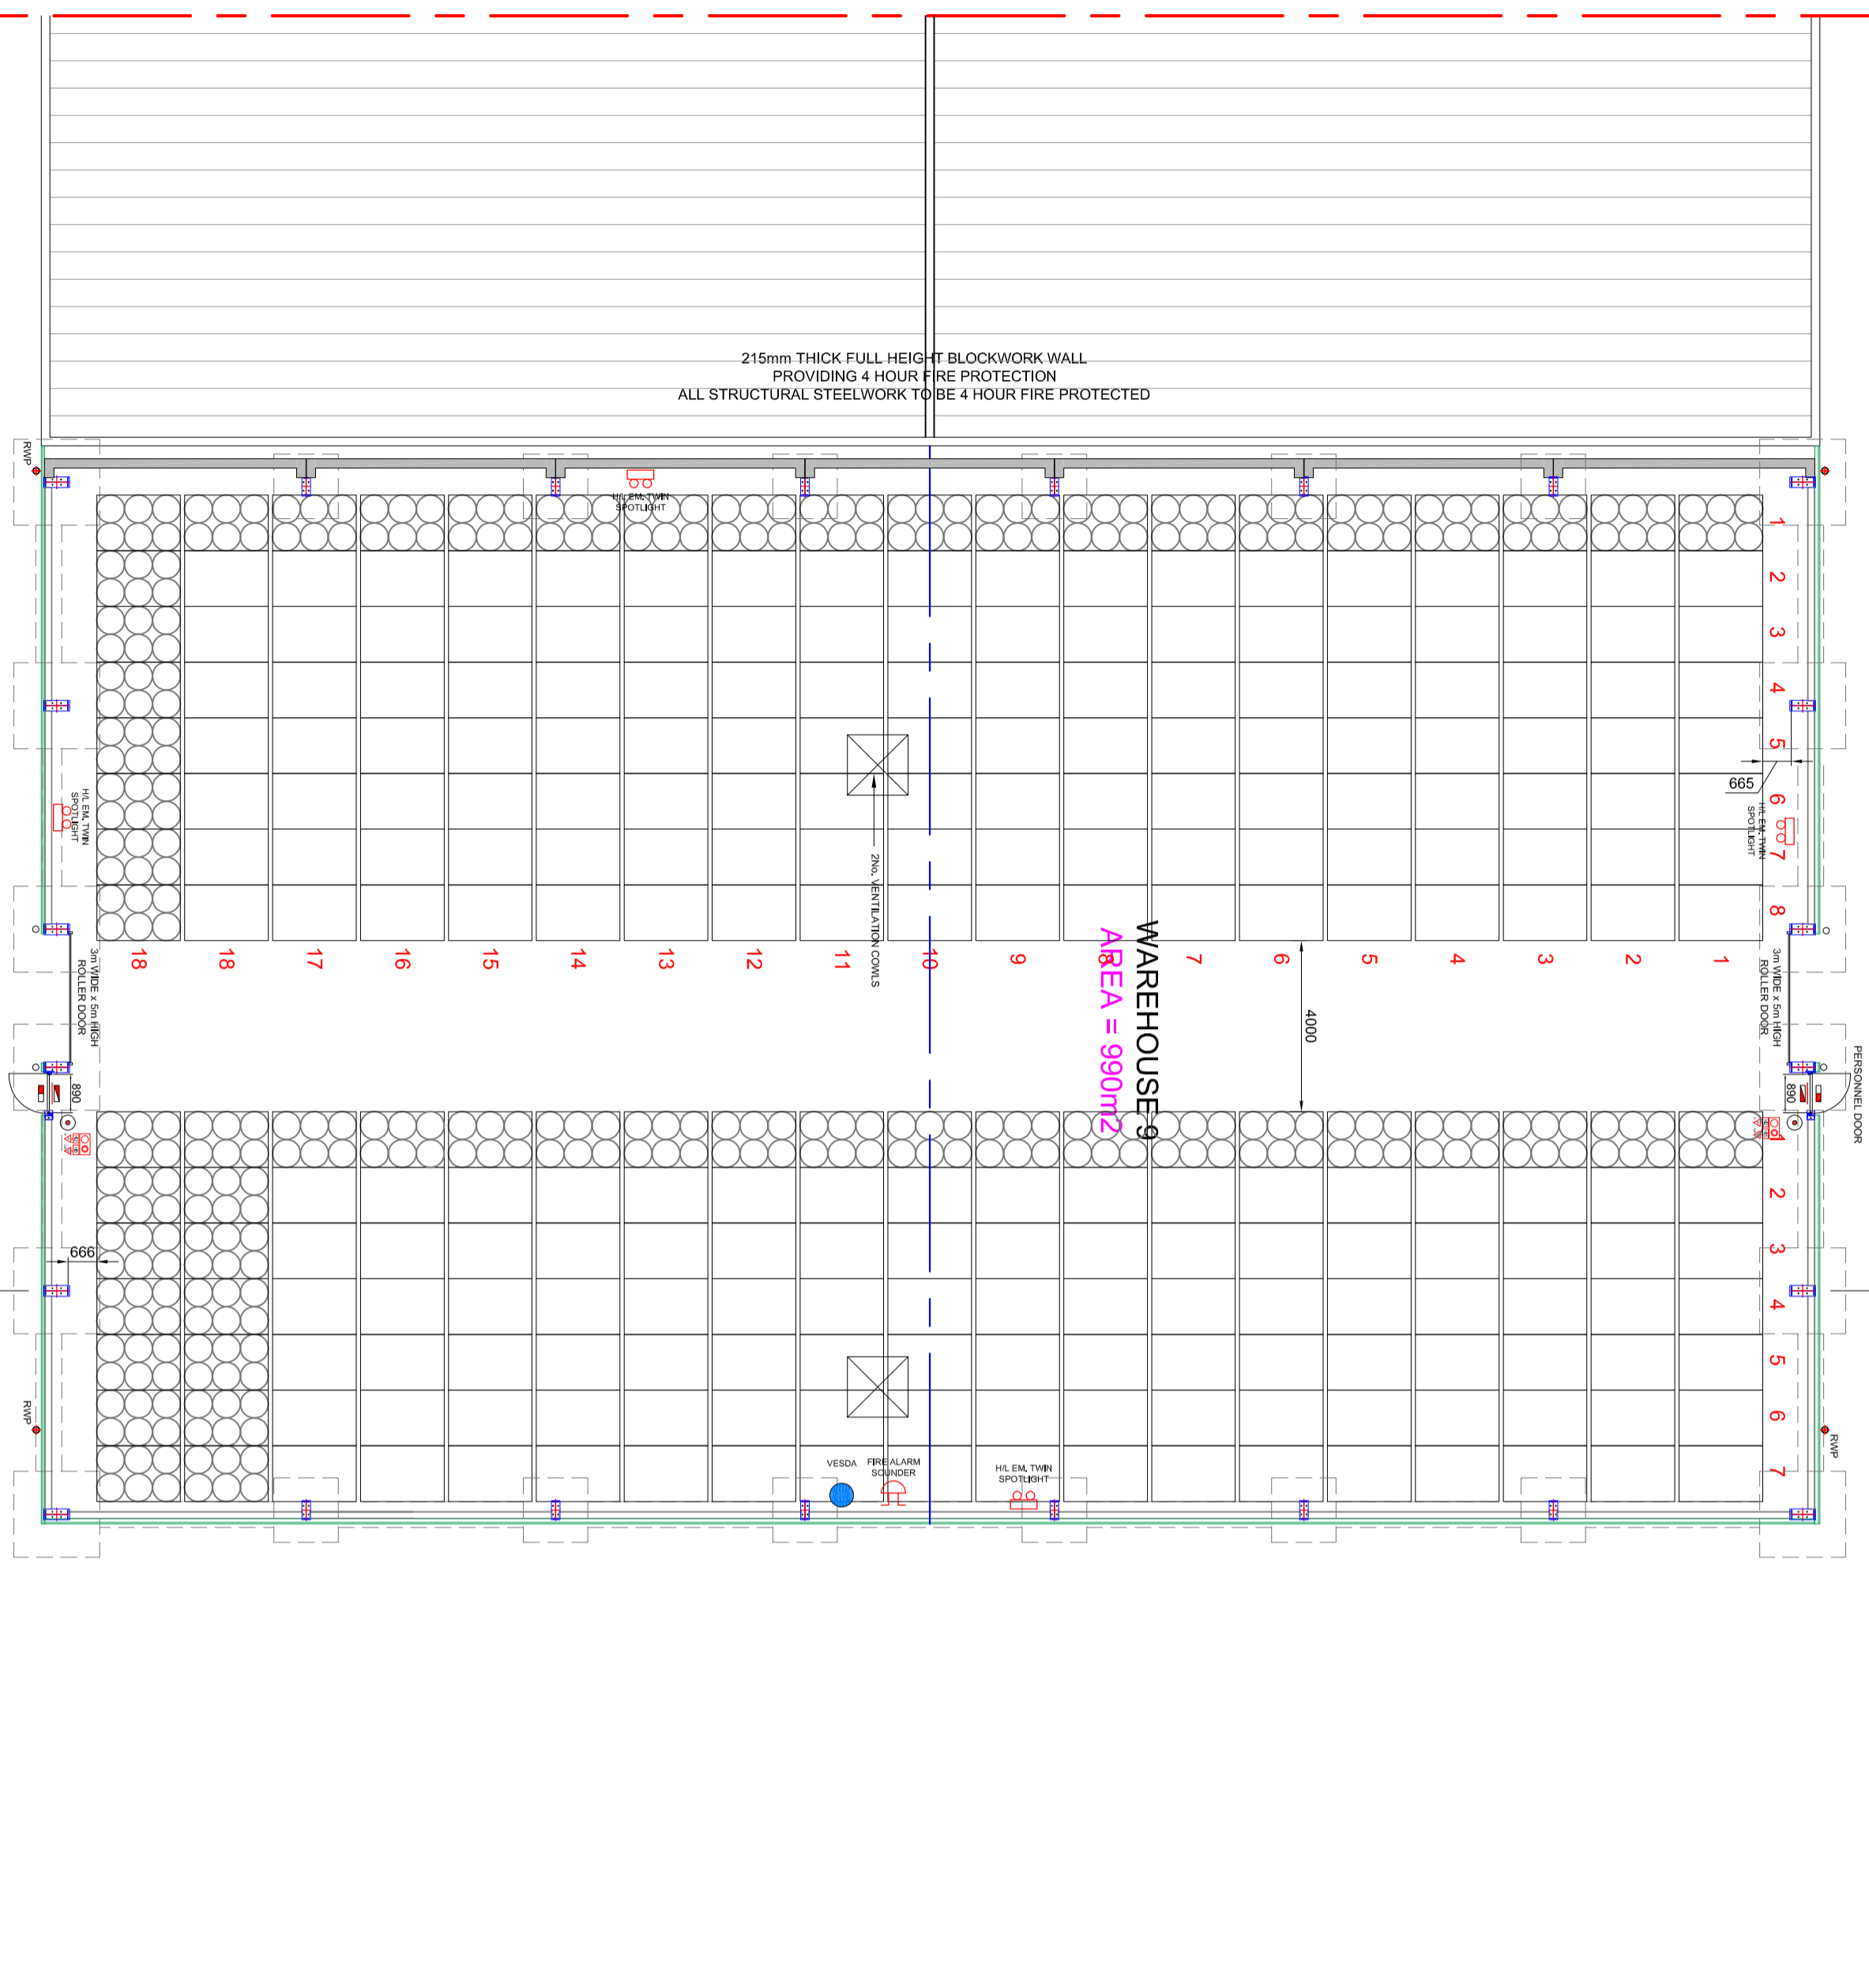 215mm THICK FULL HEIGHT BLOCKWORK WALL
PROVIDING 4 HOUR FIRE PROTECTION
ALL STRUCTURAL STEELWORK TO BE 4 HOUR FIRE PROTECTED
RWP
H/L EM. TWIN
SPOTLIGHT
1
2
3
4
5
6
7
8
665
H/L EM. TWIN
SPOTLIGHT
H/L EM. TWIN
SPOTLIGHT
2No. VENTILATION COWLS
18
18
17
16
15
14
13
12
11
10
9
8
7
6
5
4
3
2
1
3m WIDE x 5m HIGH
ROLLER DOOR
3m WIDE x 5m HIGH
ROLLER DOOR
WAREHOUSE 9
AREA = 990m2
4000
PERSONNEL DOOR
890
890
1
2
3
4
5
6
7
666
RWP
RWP
VESDA
FIRE ALARM
SOUNDER
H/L EM. TWIN
SPOTLIGHT